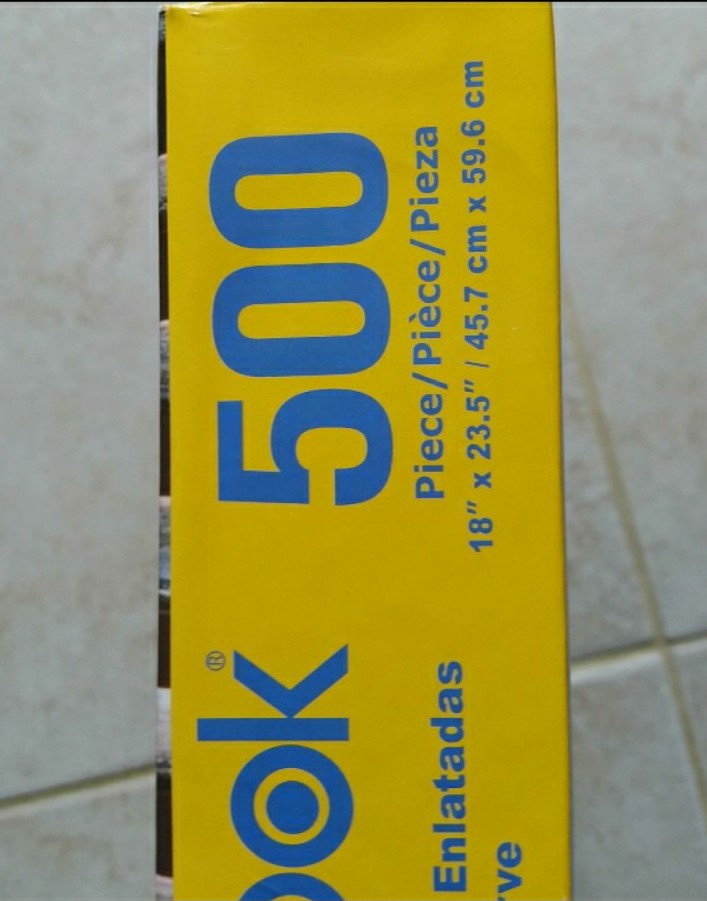 500
Piece/Pièce/Pieza
18" x 23.5" / 45.7 cm x 59.6 cm
ook®
Enlatadas
rve